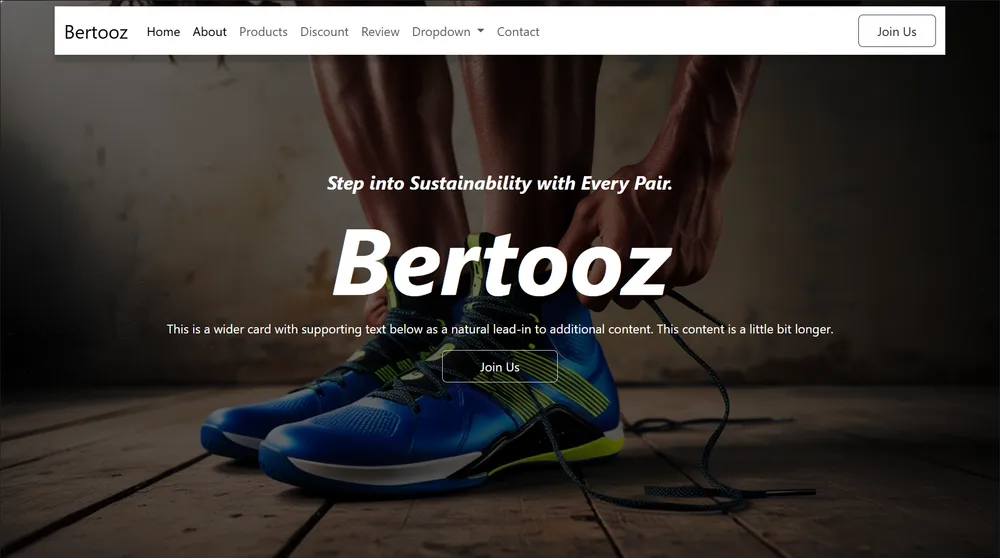 Bertooz Home About Products Discount Review Dropdown Contact Join Us
Step into Sustainability with Every Pair.
Bertooz
This is a wider card with supporting text below as a natural lead-in to additional content. This content is a little bit longer.
Join Us